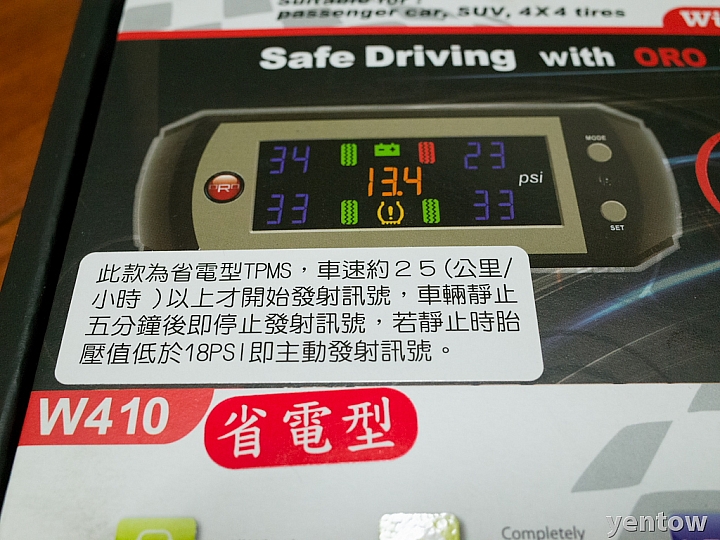 Suitable for :
passenger car, SUV, 4X4 tires
Wi
Safe Driving with ORO
MODE
34 23
ORO 13.4 psi
33 33
SET
此款為省電型TPMS，車速約２５(公里/
小時 )以上才開始發射訊號，車輛靜止
五分鐘後即停止發射訊號，若靜止時胎
壓值低於18PSI即主動發射訊號。
W410 省電型
Completely
yentow